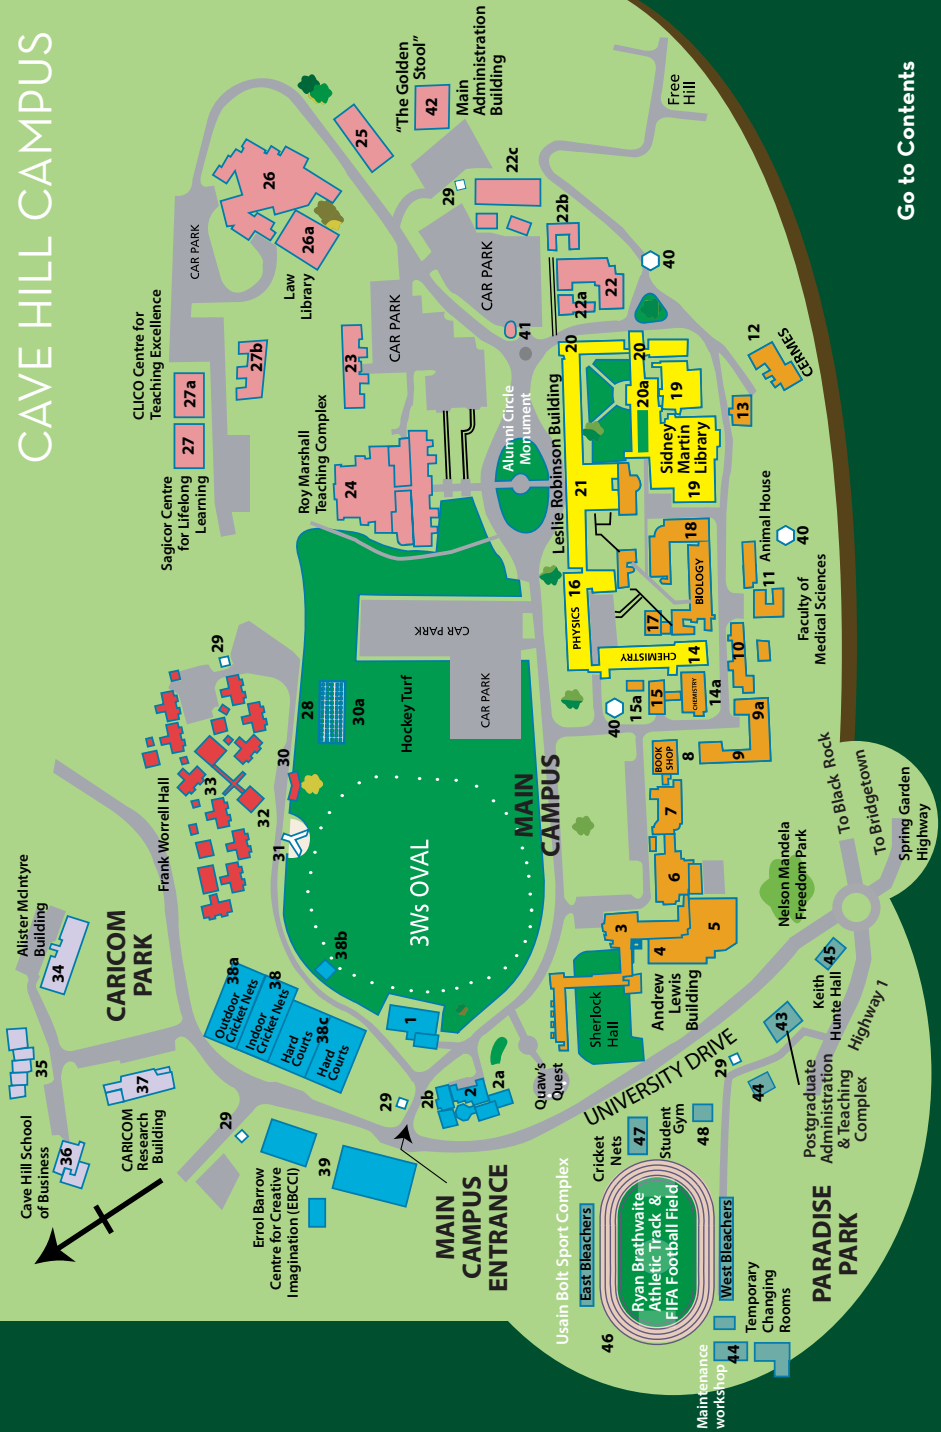 CAVE HILL CAMPUS
Go to Contents
Alister McIntyre
Building
34
CARICOM
PARK
35
Cave Hill School
of Business
36
37
CARICOM
Research
Building
29
Errol Barrow
Centre for Creative
Imagination (EBCCI)
39
Frank Worrell Hall
33
32
29
28
30
30a
31
Hockey Turf
3Ws OVAL
CAR PARK
CAR PARK
38a
Outdoor
Cricket Nets
38
Indoor
Cricket Nets
38c
Hard
Courts
Hard
Courts
38b
1
2
2a
2b
29
MAIN
CAMPUS
ENTRANCE
Quaw's
Quest
UNIVERSITY DRIVE
MAIN
CAMPUS
Sagicor Centre
for Lifelong
Learning
27
CLICO Centre for
Teaching Excellence
27a
27b
CAR PARK
26
26a
Law
Library
25
"The Golden
Stool"
42
Main
Administration
Building
Roy Marshall
Teaching Complex
24
23
CAR PARK
CAR PARK
29
22c
22b
22a
22
41
40
Free
Hill
Alumni Circle
Monument
Leslie Robinson Building
20
20
20a
19
Sidney
Martin
Library
19
21
12
CERMES
13
18
BIOLOGY
17
16
PHYSICS
CHEMISTRY
14
CHEMISTRY
14a
15
15a
40
Animal House
11
40
Faculty of
Medical Sciences
10
9a
9
8
BOOK
SHOP
7
6
5
4
3
Andrew
Lewis
Building
Sherlock
Hall
Nelson Mandela
Freedom Park
To Black Rock
To Bridgetown
Spring Garden
Highway
45
Keith
Hunte Hall
43
Highway 1
29
44
Postgraduate
Administration
& Teaching
Complex
Student
Gym
48
Cricket
Nets
47
Usain Bolt Sport Complex
East Bleachers
Ryan Brathwaite
Athletic Track &
FIFA Football Field
West Bleachers
46
PARADISE
PARK
Temporary
Changing
Rooms
Maintenance
workshop
44